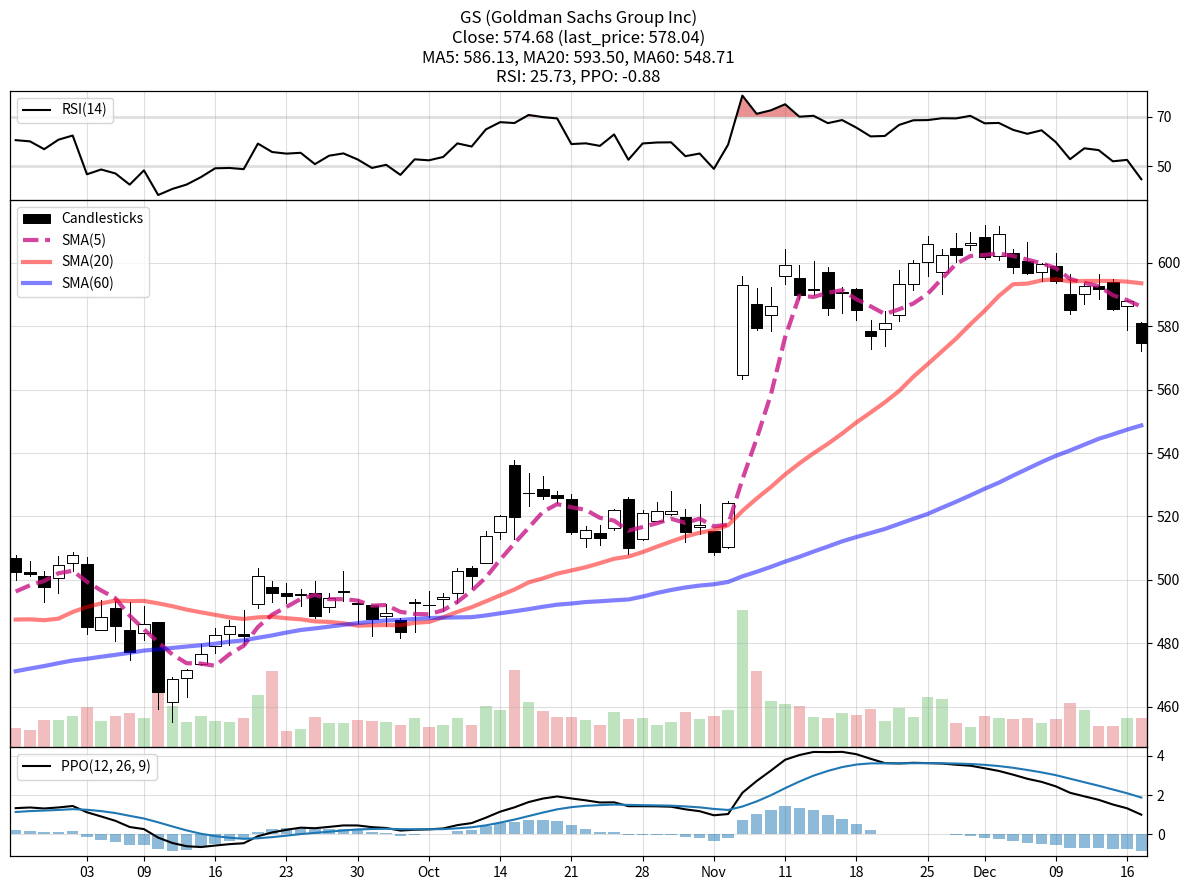 GS (Goldman Sachs Group Inc)
Close: 574.68 (last_price: 578.04)
MA5: 586.13, MA20: 593.50, MA60: 548.71
RSI: 25.73, PPO: -0.88
RSI(14)
70
50
Candlesticks
SMA(5)
SMA(20)
SMA(60)
600
580
560
540
520
500
480
460
PPO(12, 26, 9)
4
2
0
03 09 16 23 30 Oct 14 21 28 Nov 11 18 25 Dec 09 16